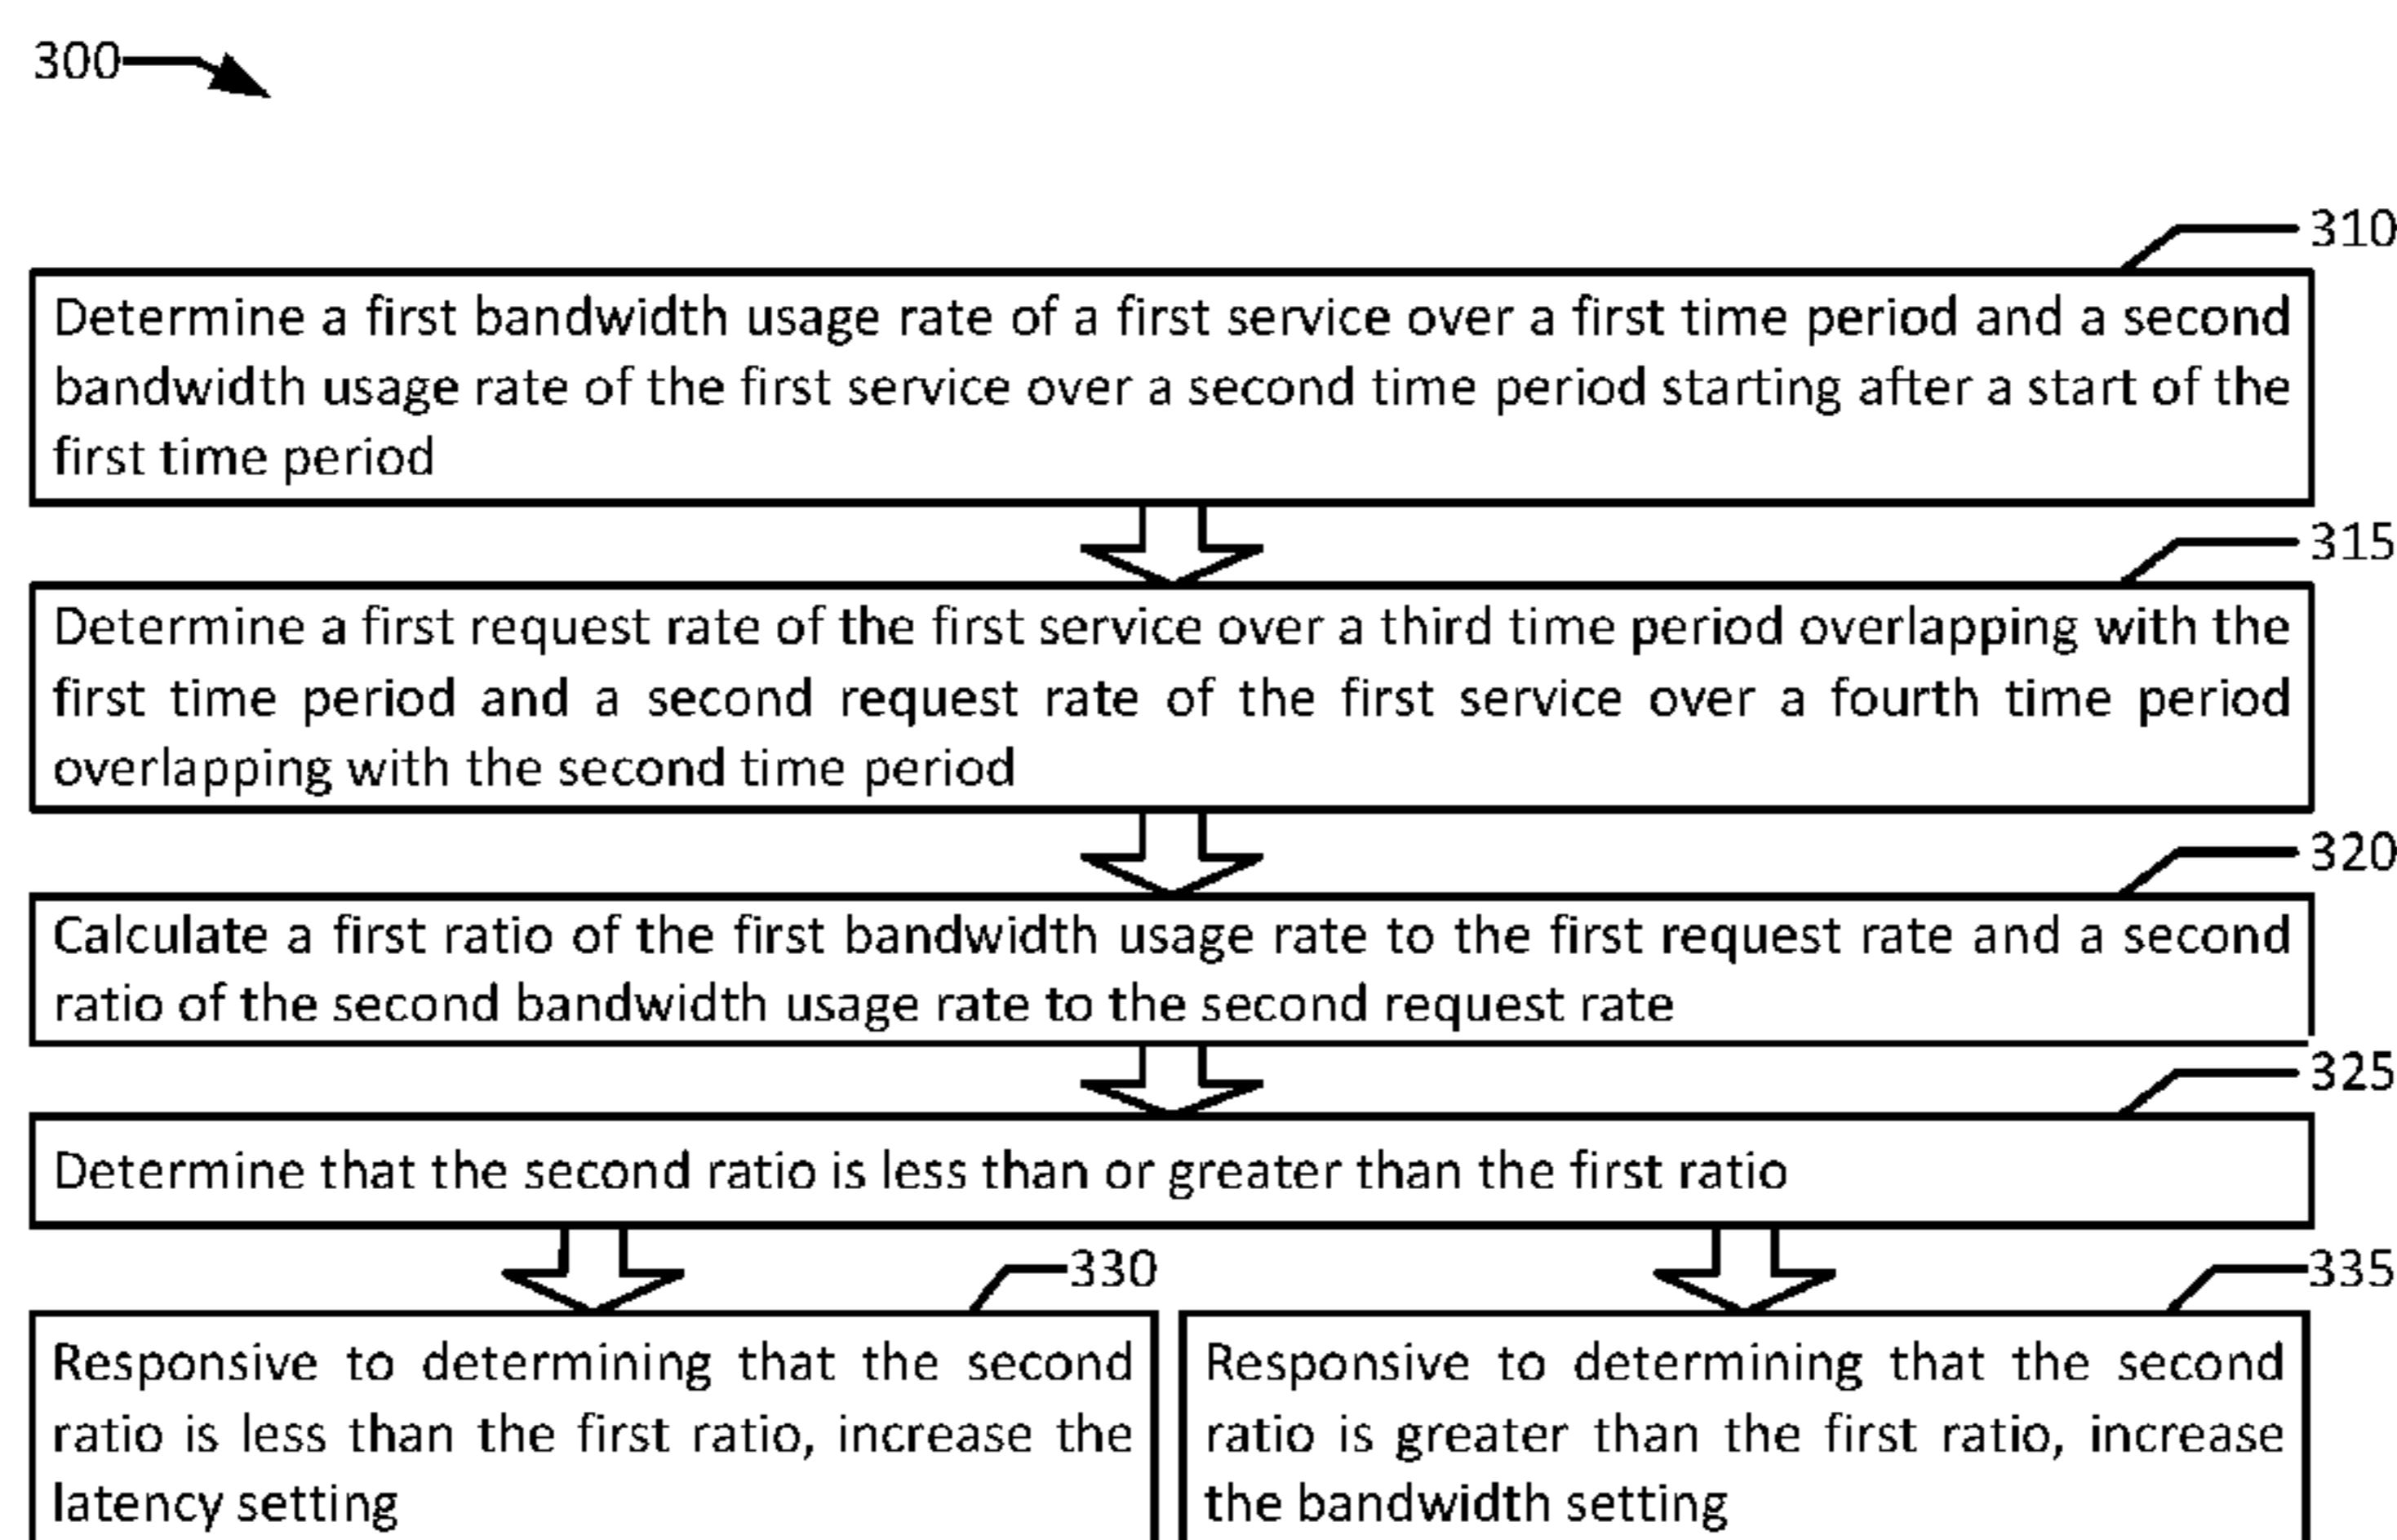 300
310
Determine a first bandwidth usage rate of a first service over a first time period and a second
bandwidth usage rate of the first service over a second time period starting after a start of the
first time period
315
Determine a first request rate of the first service over a third time period overlapping with the
first time period and a second request rate of the first service over a fourth time period
overlapping with the second time period
320
Calculate a first ratio of the first bandwidth usage rate to the first request rate and a second
ratio of the second bandwidth usage rate to the second request rate
325
Determine that the second ratio is less than or greater than the first ratio
330
Responsive to determining that the second
ratio is less than the first ratio, increase the
latency setting
335
Responsive to determining that the second
ratio is greater than the first ratio, increase
the bandwidth setting